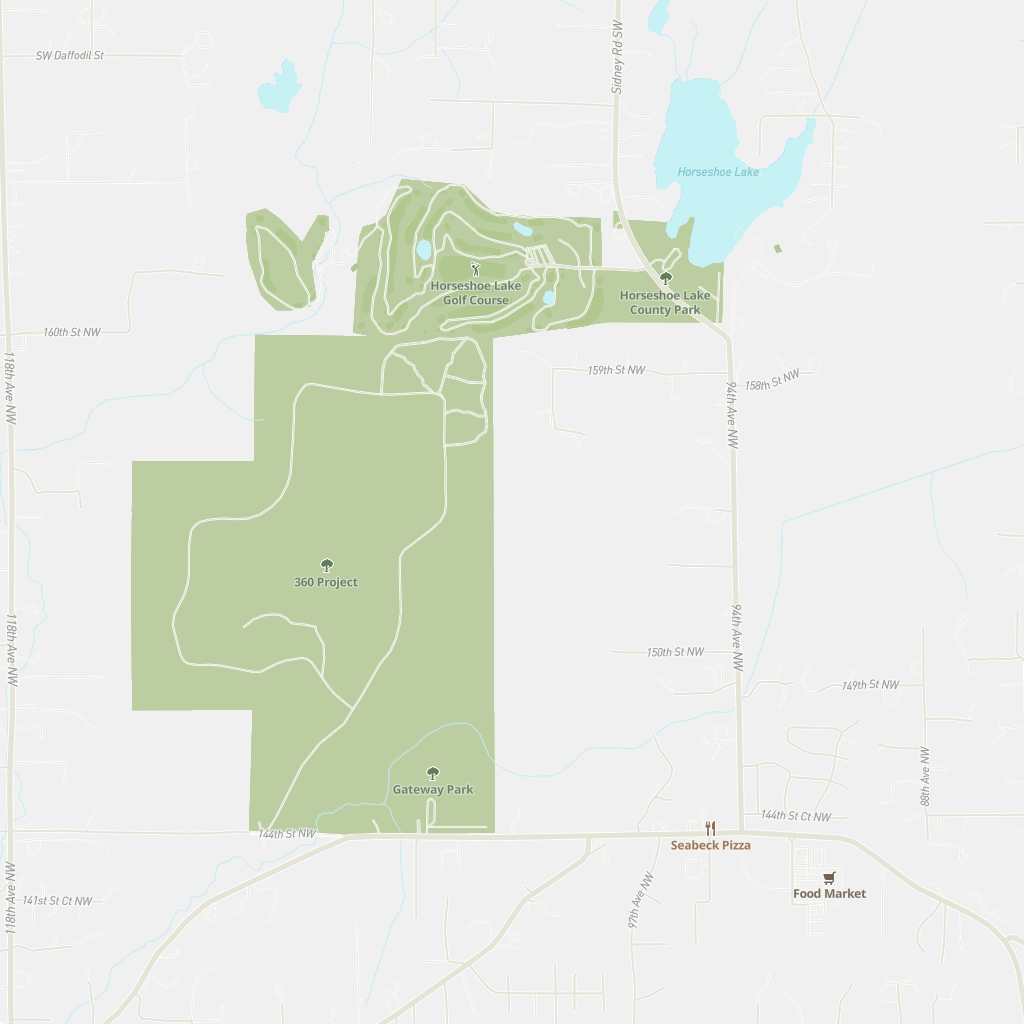 Sidney Rd SW
SW Daffodil St
Horseshoe Lake
Horseshoe Lake
Golf Course
Horseshoe Lake
County Park
160th St NW
118th Ave NW
159th St NW
158th St NW
94th Ave NW
360 Project
118th Ave NW
94th Ave NW
150th St NW
149th St NW
88th Ave NW
Gateway Park
144th St NW
144th St Ct NW
Seabeck Pizza
118th Ave NW
141st St Ct NW
97th Ave NW
Food Market